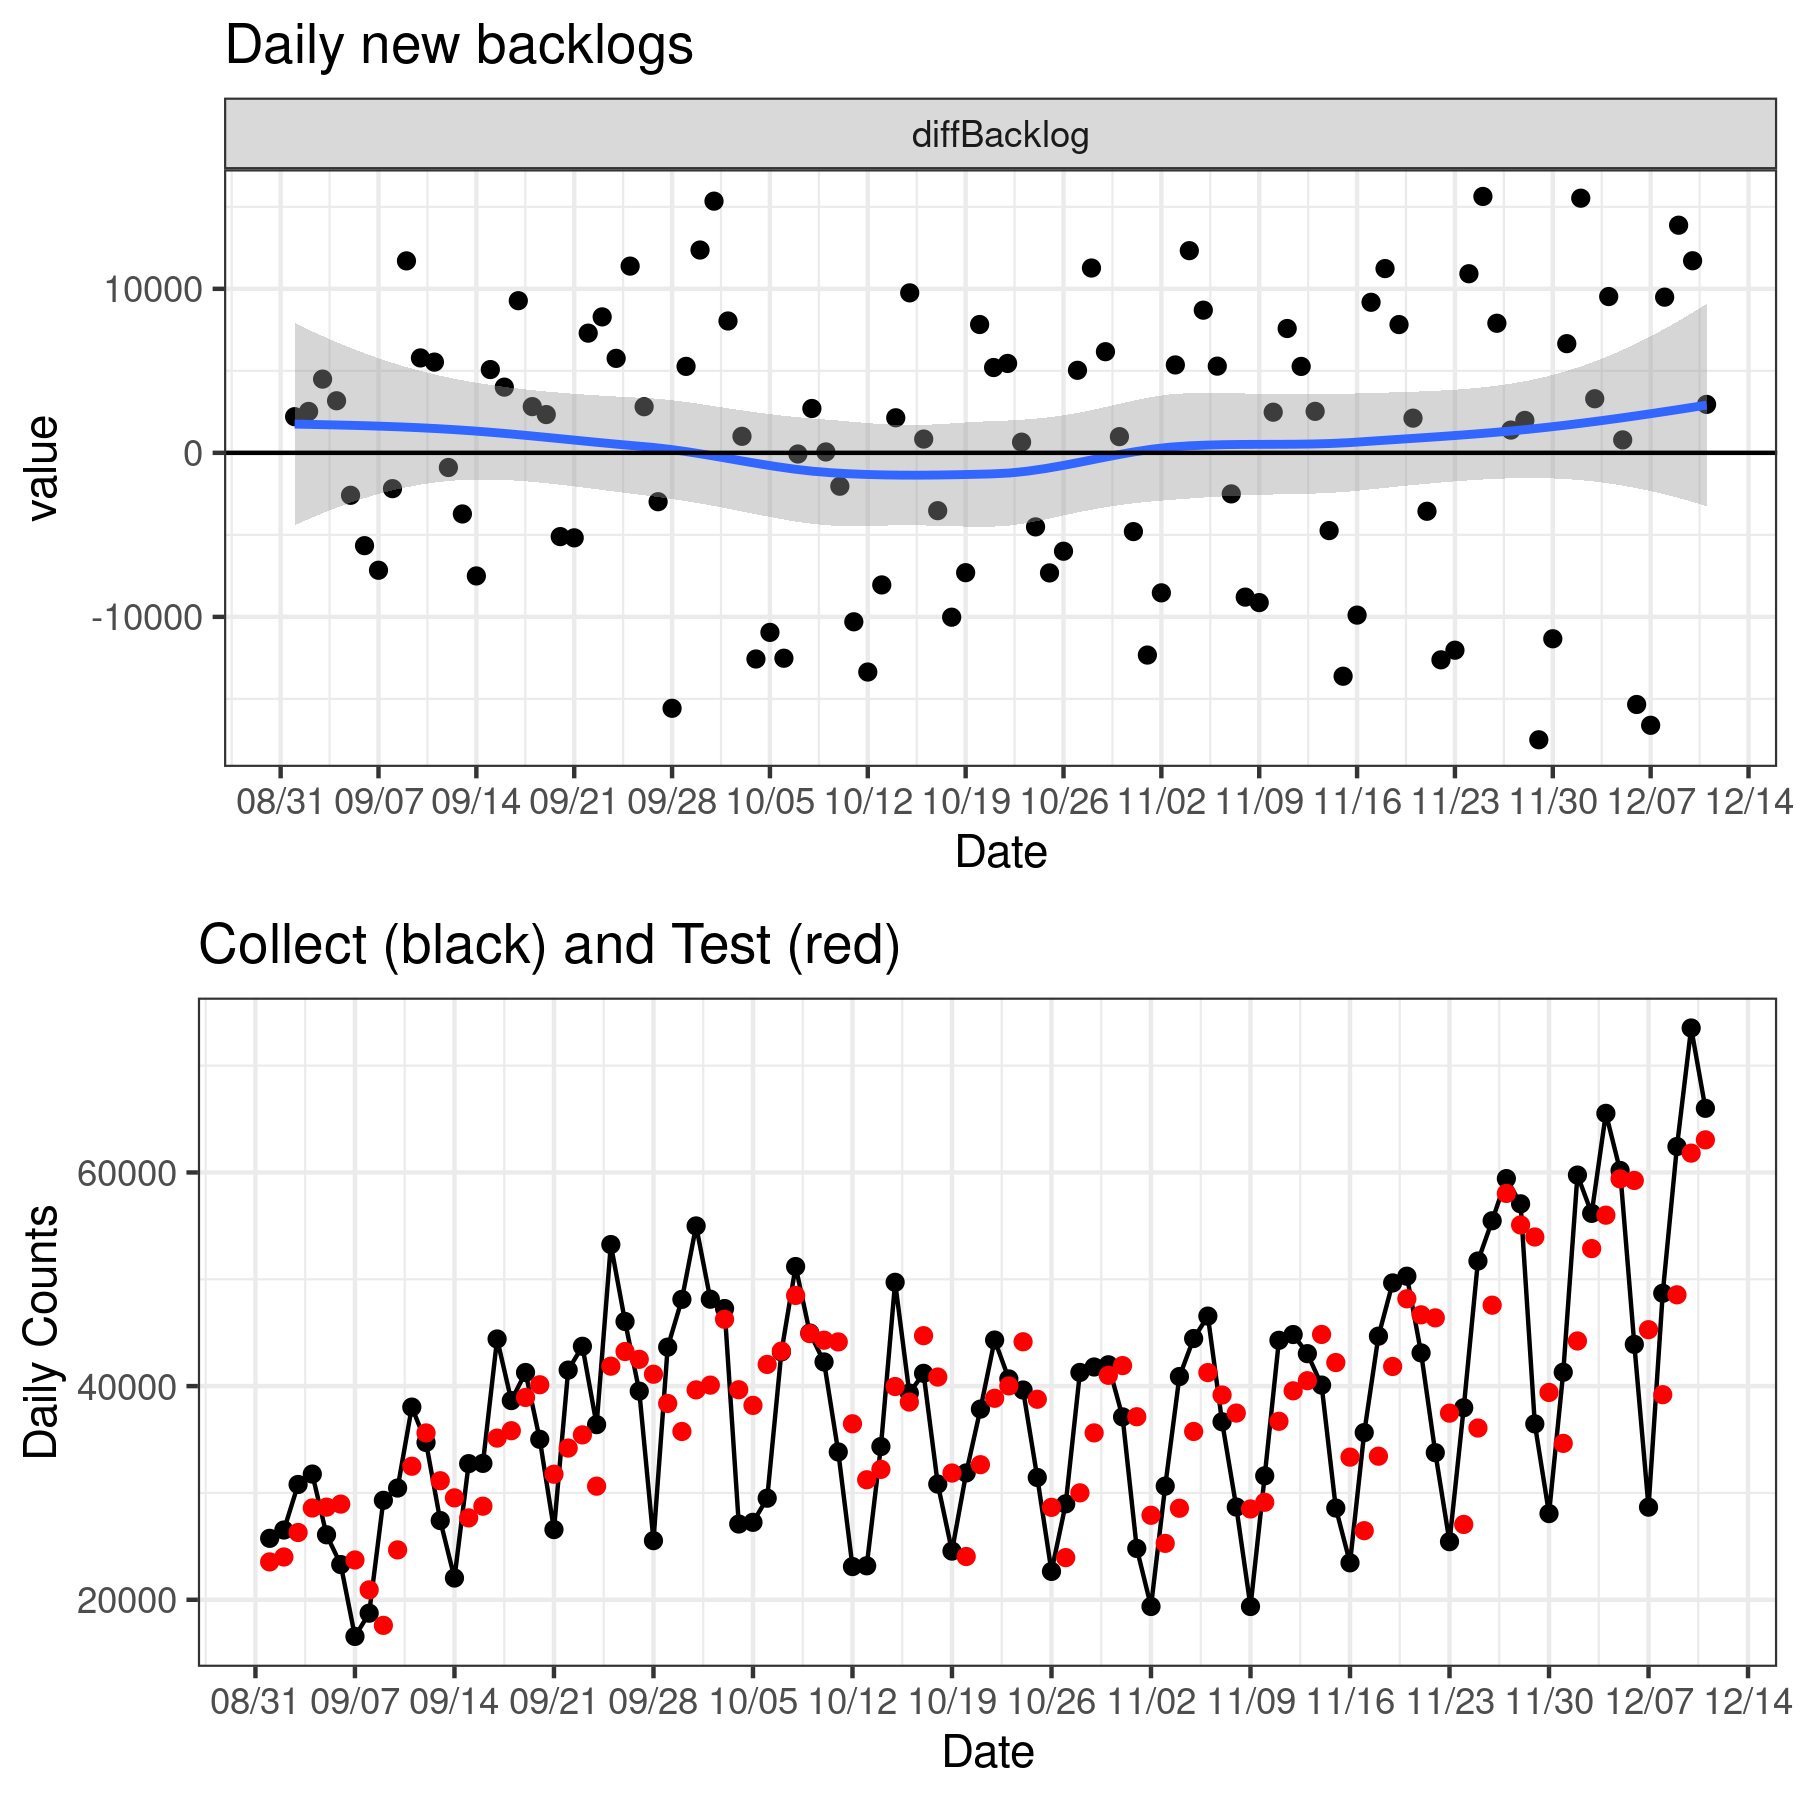 Daily new backlogs
diffBacklog
value
10000
0
-10000
08/31 09/07 09/14 09/21 09/28 10/05 10/12 10/19 10/26 11/02 11/09 11/16 11/23 11/30 12/07 12/14
Date
Collect (black) and Test (red)
Daily Counts
60000
40000
20000
08/31 09/07 09/14 09/21 09/28 10/05 10/12 10/19 10/26 11/02 11/09 11/16 11/23 11/30 12/07 12/14
Date